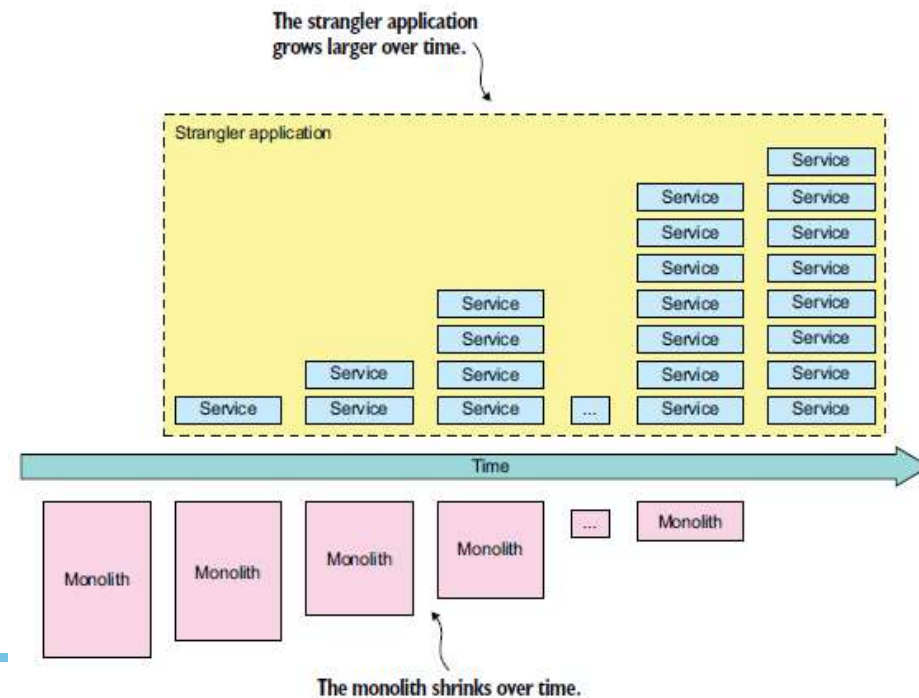 The strangler application
grows larger over time.
Strangler application
Service
Service Service
Service Service
Service Service
Service Service Service
Service Service Service
Service Service Service Service
Service Service Service ... Service Service
Time
Monolith Monolith Monolith Monolith ... Monolith
The monolith shrinks over time.